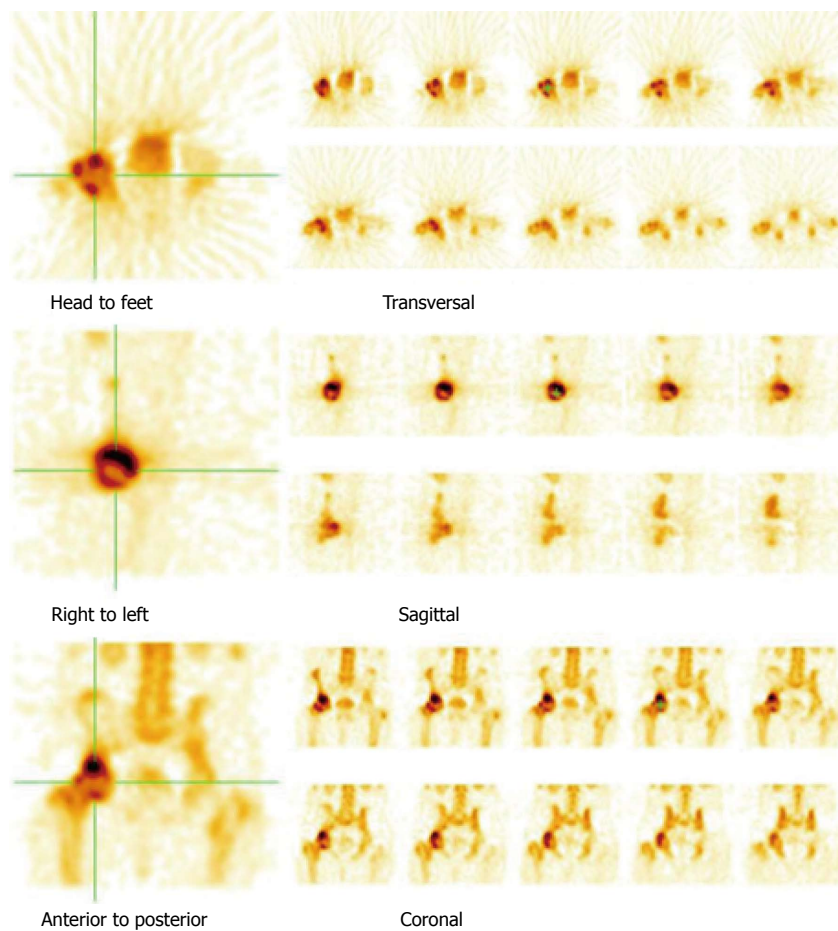 Head to feet
Transversal
Right to left
Sagittal
Anterior to posterior
Coronal